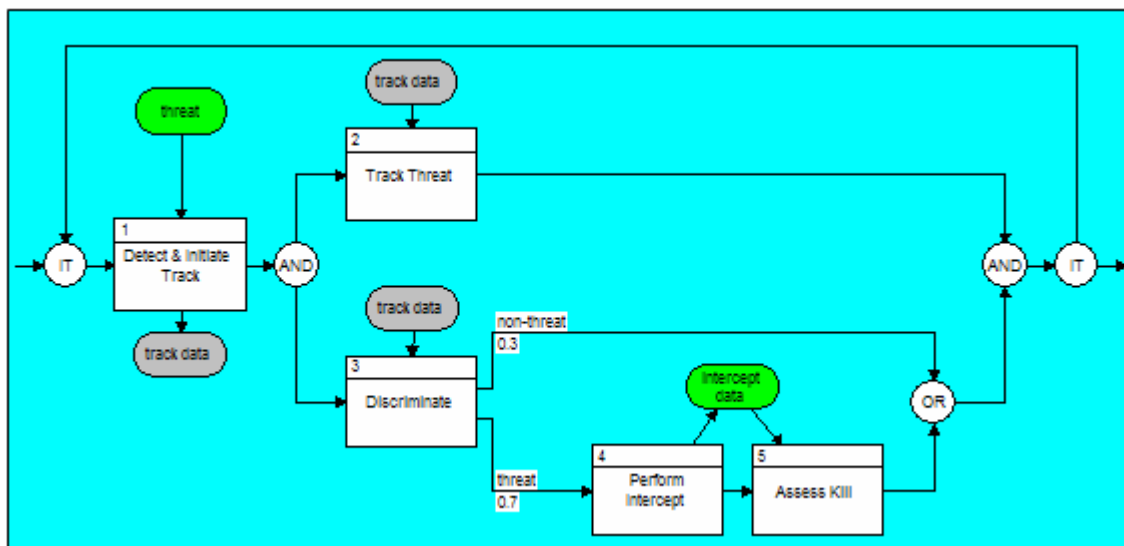 track data
threat
2
Track Threat
1
Detect & Initiate
Track
IT
AND
AND
IT
track data
track data
non-threat
0.3
3
Discriminate
Intercept
data
OR
threat
0.7
4
Perform
Intercept
5
Assess Kill